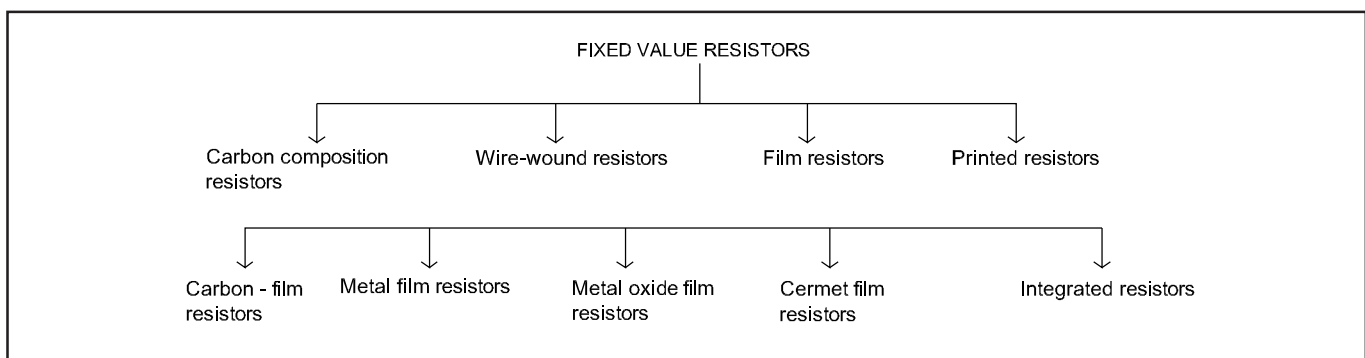 FIXED VALUE RESISTORS
Carbon composition
resistors
Wire-wound resistors
Film resistors
Printed resistors
Carbon - film
resistors
Metal film resistors
Metal oxide film
resistors
Cermet film
resistors
Integrated resistors